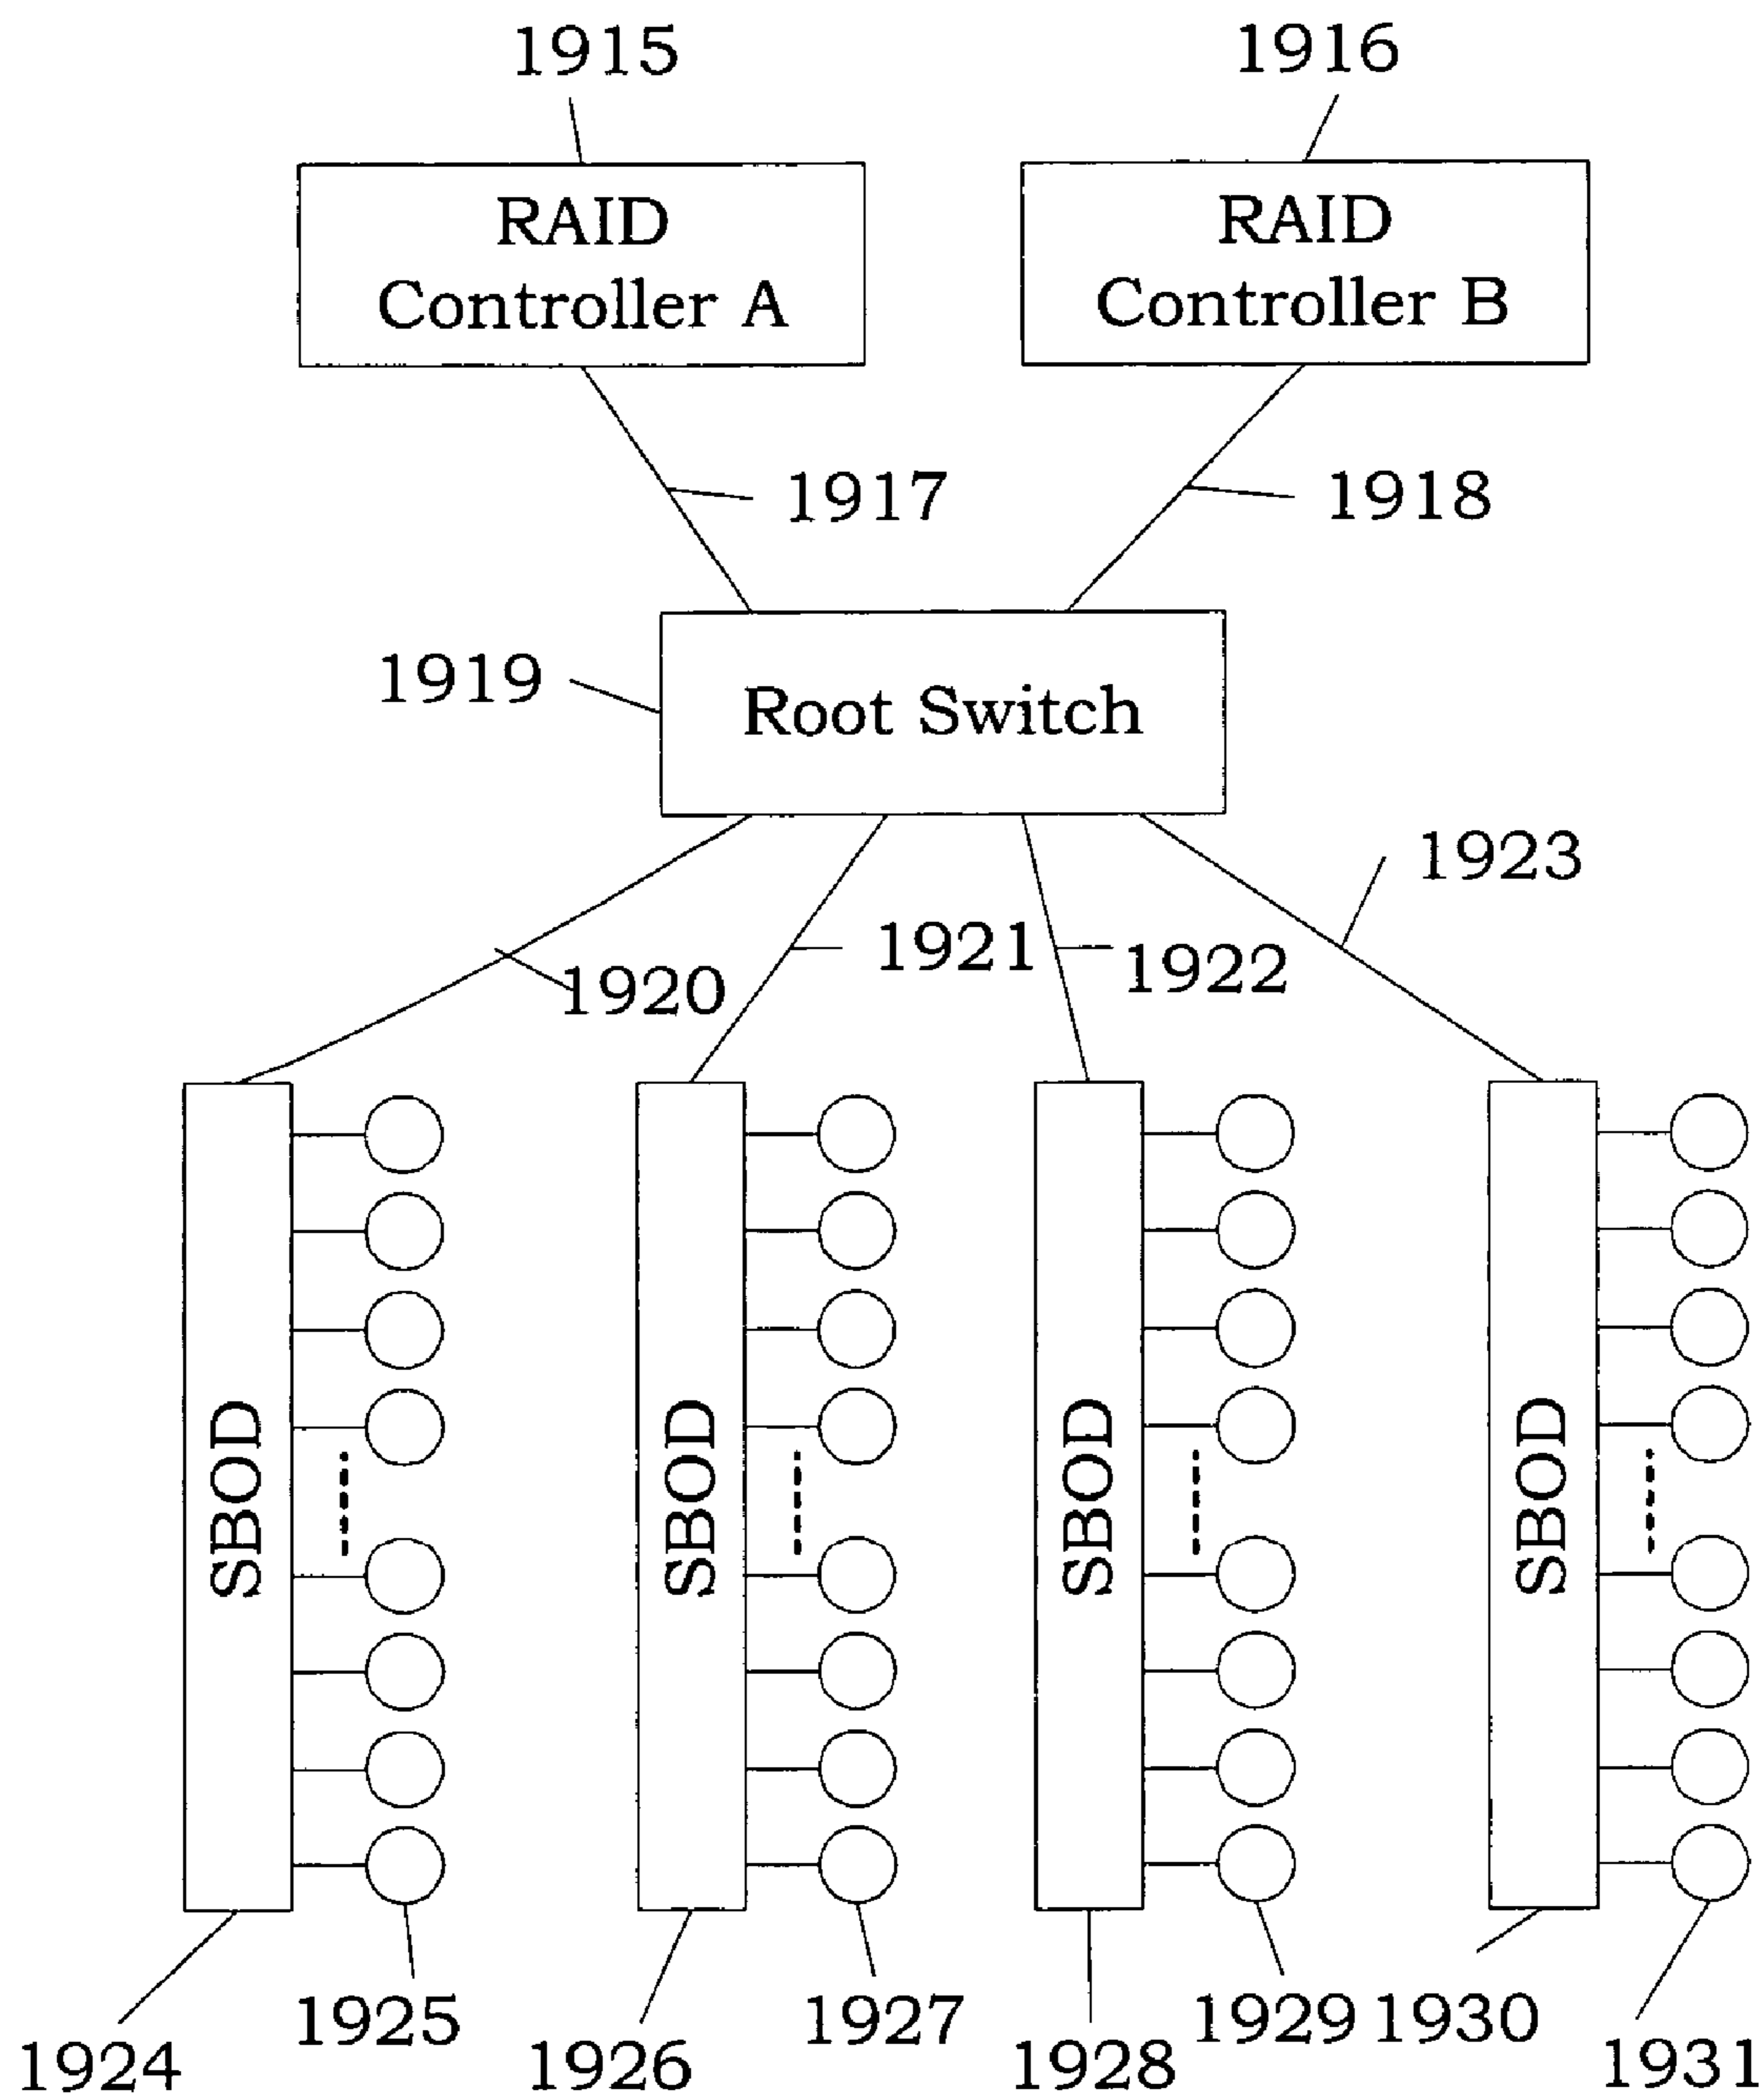 1915
1916
RAID
Controller A
RAID
Controller B
1917
1918
1919
Root Switch
1923
1921
1922
1920
SBOD
SBOD
SBOD
SBOD
1925
1927
1929
1930
1924
1926
1928
1931